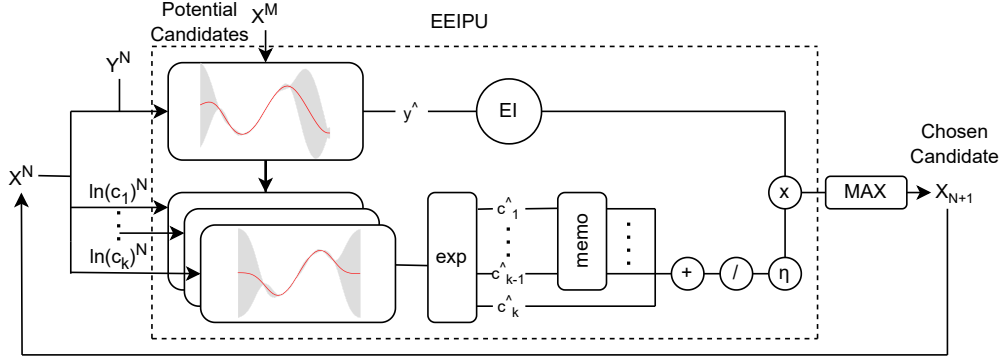 Potential
Candidates
X^M
EEIPU
Y^N
y^
EI
Chosen
Candidate
X^N
ln(c_1)^N
x
MAX
X_{N+1}
ln(c_k)^N
exp
c^_1
c^_{k-1}
c^_k
memo
+
/
η